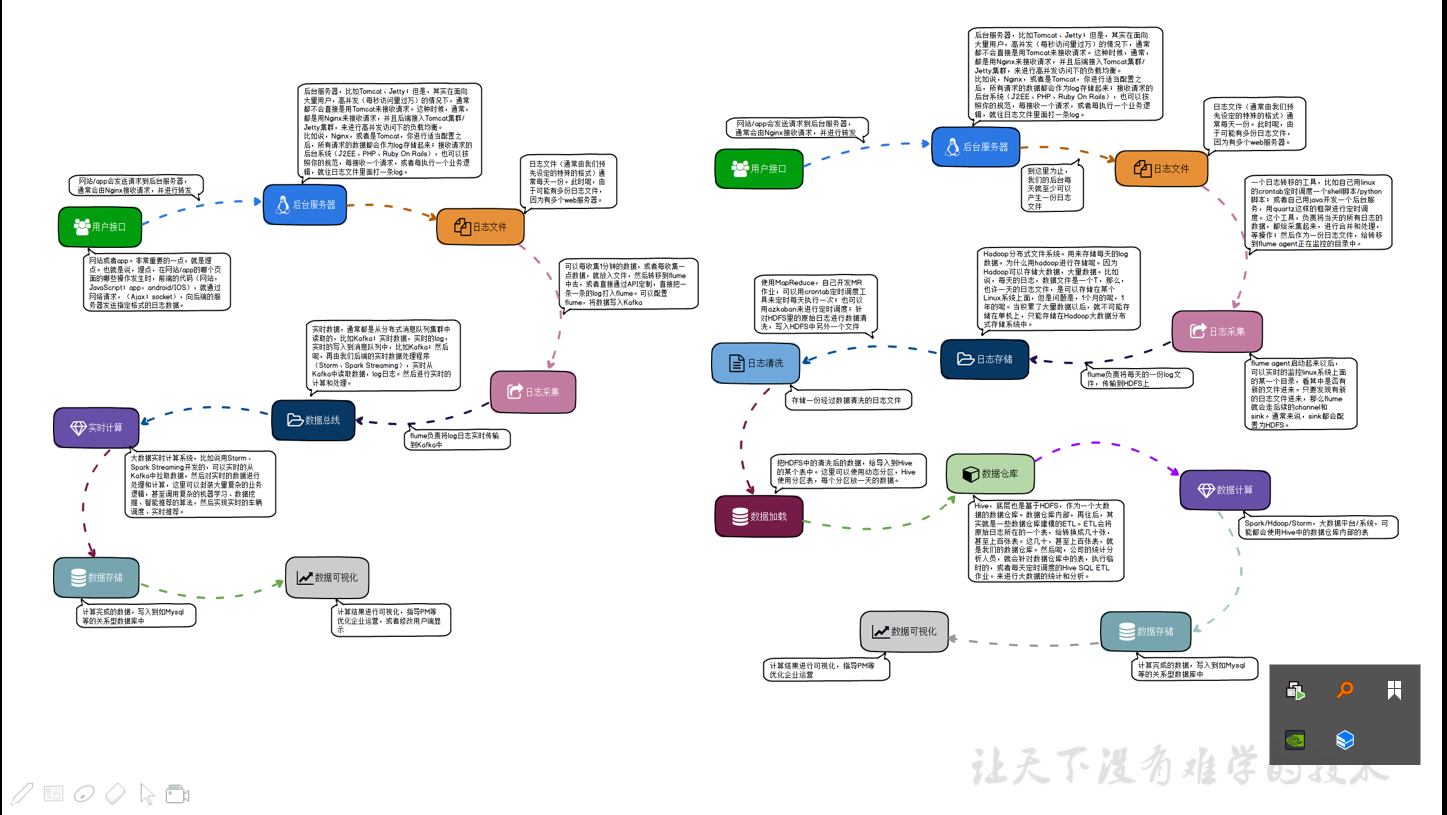 后台服务器，比如Tomcat、Jetty；但是，其实在面向
大量用户，高并发（每秒访问量过万）的情况下，通常
都不会直接是用Tomcat来接收请求。这种时候，通常，
都是用Nginx来接收请求，并且后端接入Tomcat集群/
Jetty集群，来进行高并发访问下的负载均衡。
比如说，Nginx，或者是Tomcat，你进行适当配置之
后，所有请求的数据都会作为log存储起来；接收请求的
后台系统（J2EE、PHP、Ruby On Rails），也可以按
照你的规范，每接收一个请求，或者每执行一个业务逻
辑，就往日志文件里面打一条log。
网站/app会发送请求到后台服务器，
通常会由Nginx接收请求，并进行转发
日志文件（通常由我们预
先设定的特殊的格式）
通常每天一份。此时呢，由
于可能有多份日志文件，
因为有多个web服务器。
用户接口
后台服务器
日志文件
网站或者app。非常重要的一点，就是埋
点。也就是说，埋点，在网站/app的哪个页
面的哪些操作发生时，前端的代码（网站，
JavaScript；app，android/IOS），就通过
网络请求，（Ajax；socket），向后端的服
务器发送指定格式的日志数据。
可以每收集1分钟的数据，或者每收集一
点数据，就放入文件，然后转移到flume
中去，或者直接通过API定制，直接把一
条一条的log打入flume。可以配置
flume，将数据写入Kafka
实时数据，通常都是从分布式消息队列集群中
读取的，比如Kafka；实时数据，实时的log，
实时的写入到消息队列中，比如Kafka；然后
呢，再由我们后端的实时数据处理程序
（Storm、Spark Streaming），实时从
Kafka中读取数据，log日志。然后进行实时的
计算和处理。
日志采集
数据总线
实时计算
flume负责将log日志实时传输
到Kafka中
大数据实时计算系统，比如说用Storm、
Spark Streaming开发的，可以实时的从
Kafka中拉取数据，然后对实时的数据进行
处理和计算，这里可以封装大量复杂的业务
逻辑，甚至调用复杂的机器学习、数据挖
掘、智能推荐的算法，然后实现实时的车辆
调度、实时推荐。
数据存储
数据可视化
计算完成的数据，写入到如Mysql
等的关系型数据库中
计算结果进行可视化，指导PM等
优化企业运营，或者修改用户端显
示
后台服务器，比如Tomcat、Jetty；但是，其实在面向
大量用户，高并发（每秒访问量过万）的情况下，通常
都不会直接是用Tomcat来接收请求。这种时候，通常，
都是用Nginx来接收请求，并且后端接入Tomcat集群/
Jetty集群，来进行高并发访问下的负载均衡。
比如说，Nginx，或者是Tomcat，你进行适当配置之
后，所有请求的数据都会作为log存储起来；接收请求的
后台系统（J2EE、PHP、Ruby On Rails），也可以按
照你的规范，每接收一个请求，或者每执行一个业务逻
辑，就往日志文件里面打一条log。
网站/app会发送请求到后台服务器，
通常会由Nginx接收请求，并进行转发
日志文件（通常由我们预
先设定的特殊的格式）
通常每天一份。此时呢，由
于可能有多份日志文件，
因为有多个web服务器。
用户接口
后台服务器
日志文件
到这里为止，
我们的后台每
天就至少可以
产生一份日志
文件
一个日志转移的工具，比如自己用linux
的crontab定时调度一个shell脚本/python
脚本；或者自己用java开发一个后台服
务，用quartz这样的框架进行定时调
度。这个工具，负责将当天的所有日志的
数据，都给采集起来，进行合并和处理，
等操作；然后作为一份日志文件，给转移
到flume agent正在监控的目录中。
Hadoop分布式文件系统。用来存储每天的log
数据。为什么用hadoop进行存储呢。因为
Hadoop可以存储大数据，大量数据。比如
说，每天的日志，数据文件是一个T，那么，
也许一天的日志文件，是可以存储在某个
Linux系统上面，但是问题是，1个月的呢，1
年的呢。当积累了大量数据以后，就不可能存储
在单机上，只能存储在Hadoop大数据分布
式存储系统中。
使用MapReduce，自己开发MR
作业，可以用crontab定时调度工
具来定时每天执行一次；也可以用
用azkaban来进行定时调度；针
对HDFS里的原始日志进行数据清
洗，写入HDFS中另外一个文件
日志采集
日志存储
日志清洗
flume负责将每天的一份log文
件，传输到HDFS上
flume agent启动起来以后，
可以实时的监控linux系统上面
的某一个目录，看其中是否有
新的文件进来。只要发现有新
的日志文件进来，那么flume
就会走后续的channel和
sink。通常来说，sink都会配
置为HDFS。
存储一份经过数据清洗的日志文件
把HDFS中的清洗后的数据，给导入到Hive
的某个表中。这里可以使用动态分区，Hive
使用分区表，每个分区放一天的数据。
数据仓库
数据计算
数据加载
Hive，底层也是基于HDFS，作为一个大数
据的数据仓库。数据仓库内部，再往后，其
实就是一些数据仓库建模的ETL。ETL会将
原始日志所在的一个表，给转换成几十张，
甚至上百张表。这几十，甚至上百张表，就
是我们的数据仓库。然后呢，公司的统计分
析人员，就会针对数据仓库中的表，执行临
时的，或者每天定时调度的Hive SQL ETL
作业。来进行大数据的统计和分析。
Spark/Hdoop/Storm，大数据平台/系统，可
能都会使用Hive中的数据仓库内部的表
数据可视化
数据存储
计算结果进行可视化，指导PM等
优化企业运营
计算完成的数据，写入到如Mysql
等的关系型数据库中
让天下没有难学的技术